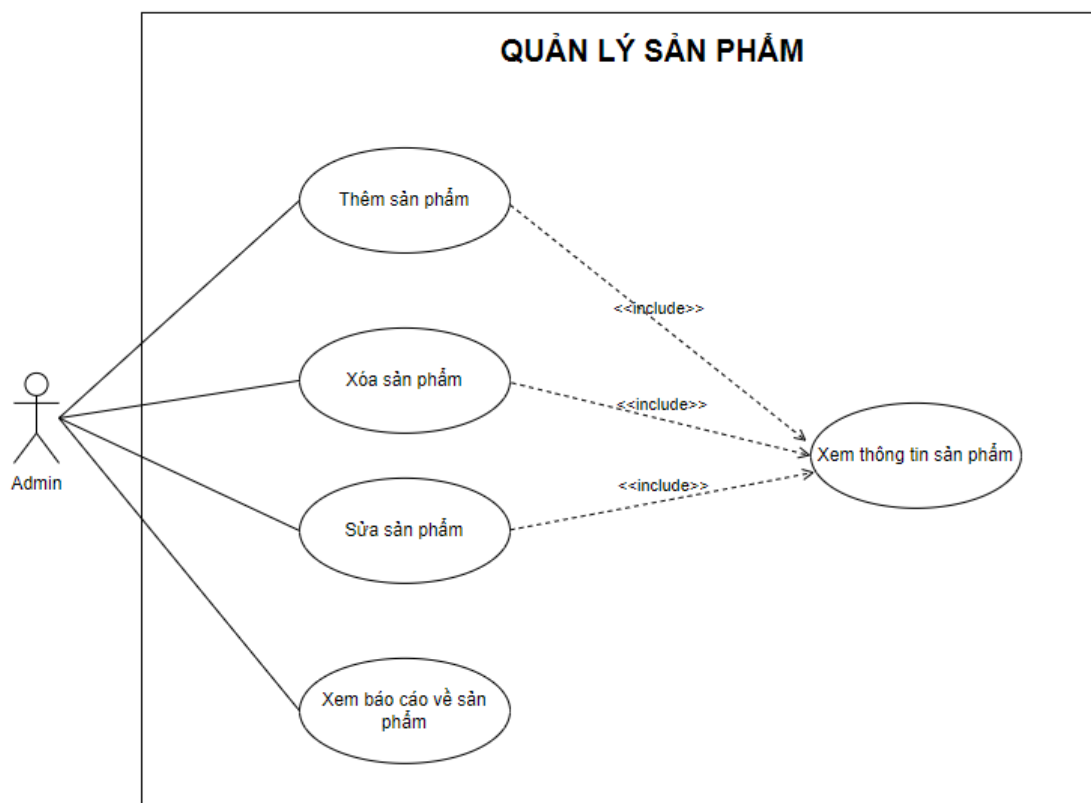 QUẢN LÝ SẢN PHẨM
Thêm sản phẩm
<<include>>
Xóa sản phẩm
<<include>>
Xem thông tin sản phẩm
Admin
<<include>>
Sửa sản phẩm
Xem báo cáo về sản
phẩm